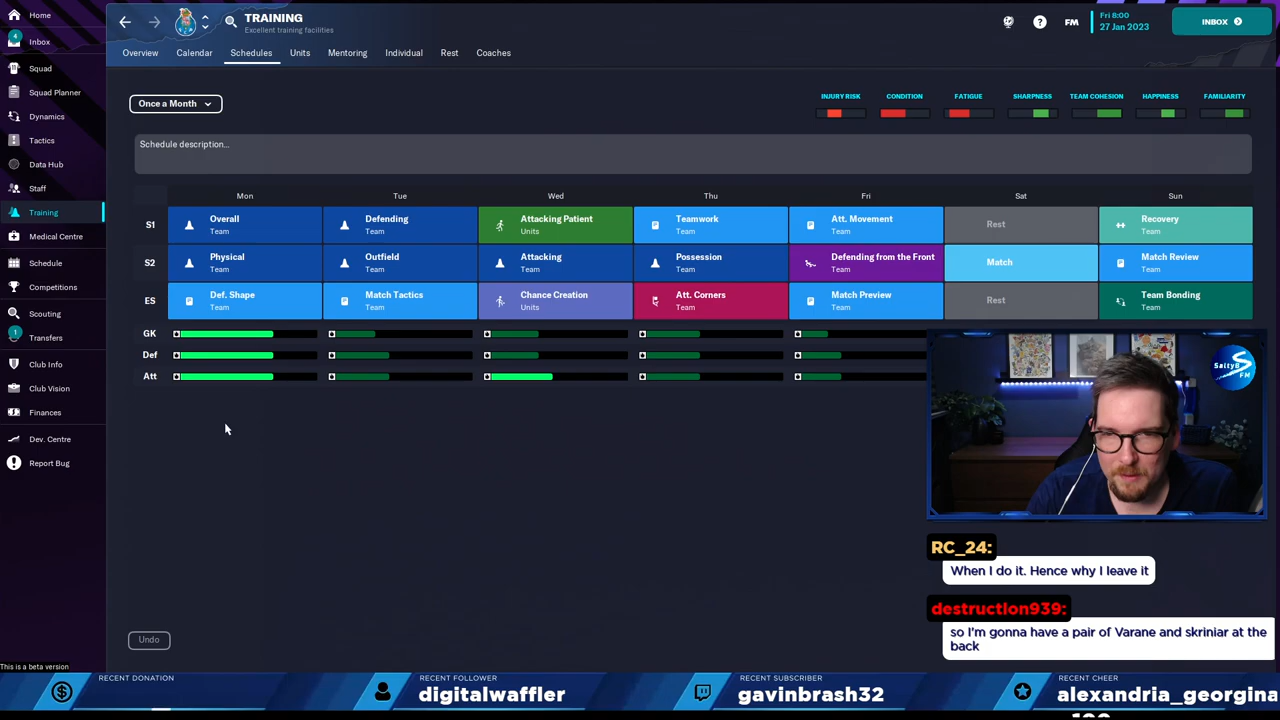 Home
4
Inbox
Squad
Squad Planner
Dynamics
Tactics
Data Hub
Staff
Training
Medical Centre
Schedule
Competitions
Scouting
1
Transfers
Club Info
Club Vision
Finances
Dev. Centre
Report Bug
This is a beta version
TRAINING
Excellent training facilities
FM
Fri 8:00
27 Jan 2023
INBOX
Overview Calendar Schedules Units Mentoring Individual Rest Coaches
Once a Month
INJURY RISK CONDITION FATIGUE SHARPNESS TEAM COHESION HAPPINESS FAMILIARITY
Schedule description...
Mon Tue Wed Thu Fri Sat Sun
S1
Overall Defending Attacking Patient Teamwork Att. Movement Rest Recovery
Team Team Units Team Team Team
S2
Physical Outfield Attacking Possession Defending from the Front Match Match Review
Team Team Team Team Team Team
ES
Def. Shape Match Tactics Chance Creation Att. Corners Match Preview Rest Team Bonding
Team Team Units Team Team Team
GK
Def
Att
Undo
SaltyB
FM
RC_24:
When I do it. Hence why I leave it
destruct1on939:
so I'm gonna have a pair of Varane and skriniar at the
back
RECENT DONATION
RECENT FOLLOWER
digitalwaffler
RECENT SUBSCRIBER
gavinbrash32
RECENT CHEER
alexandria_georgina
100